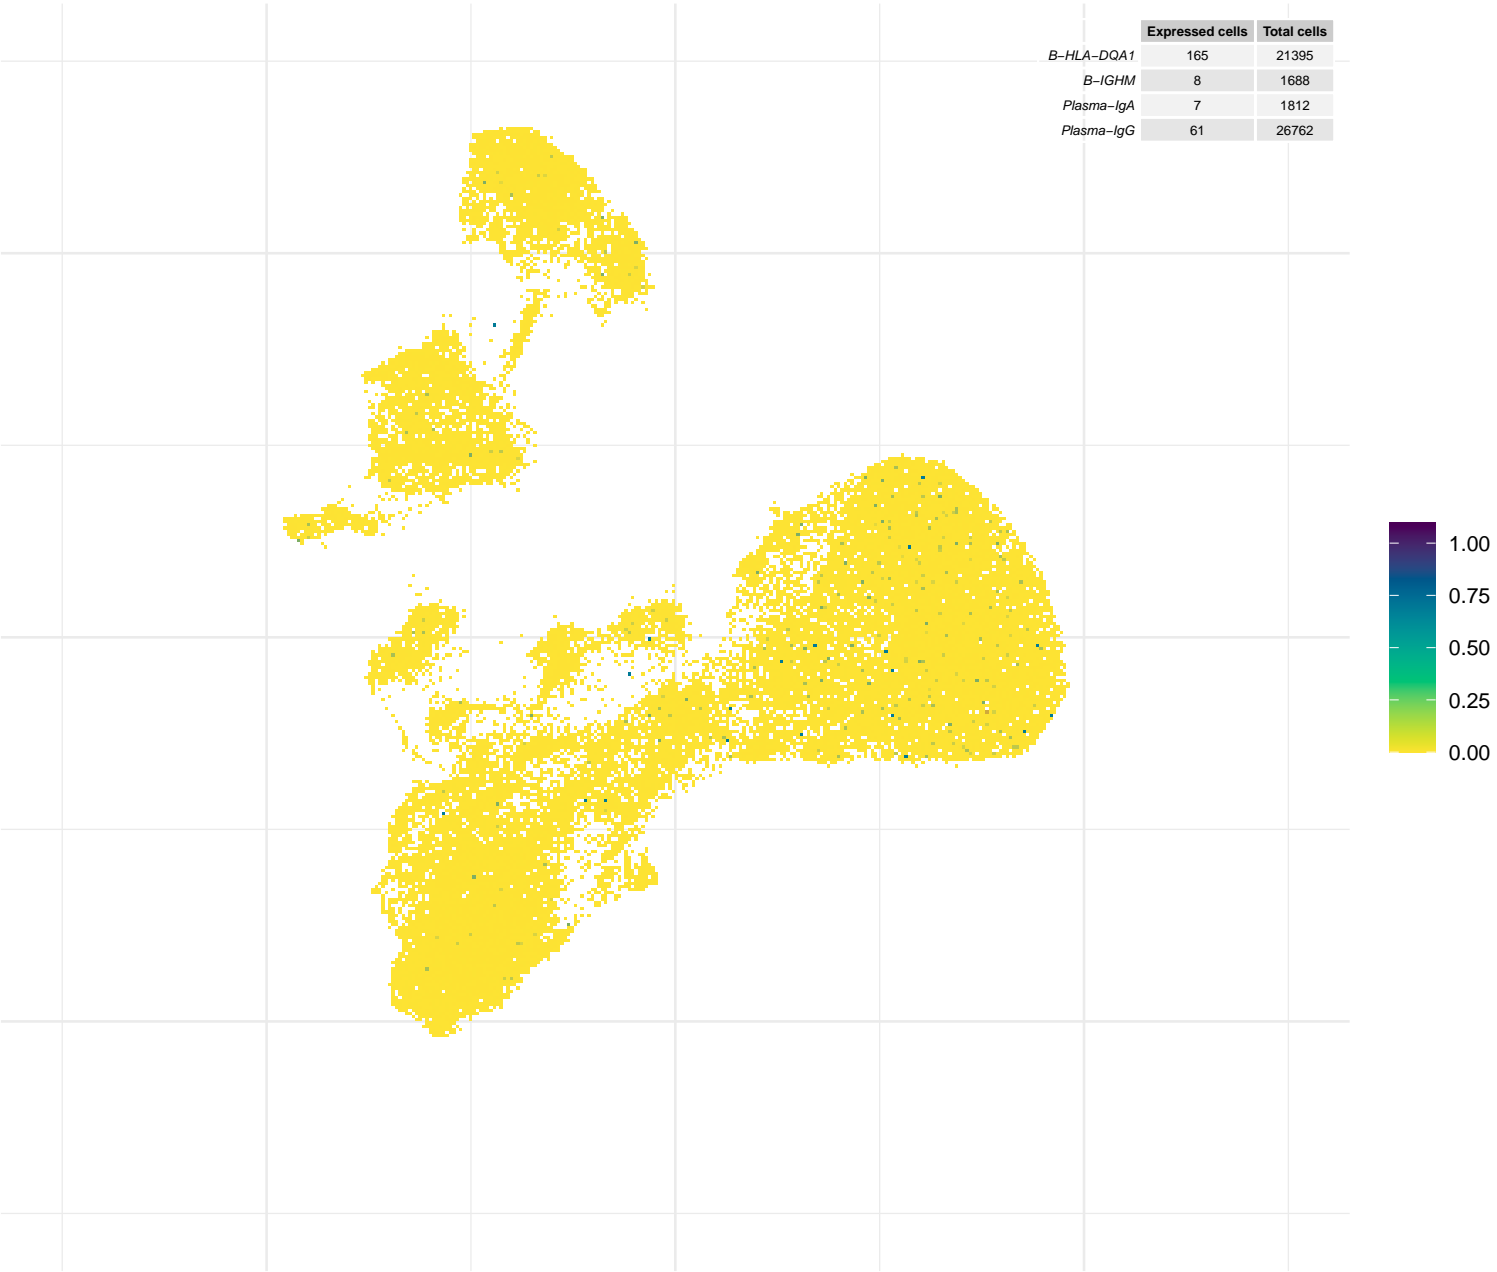 Expressed cells Total cells
B−HLA−DQA1 165 21395
B−IGHM 8 1688
Plasma−IgA 7 1812
Plasma−IgG 61 26762
1.00
0.75
0.50
0.25
0.00